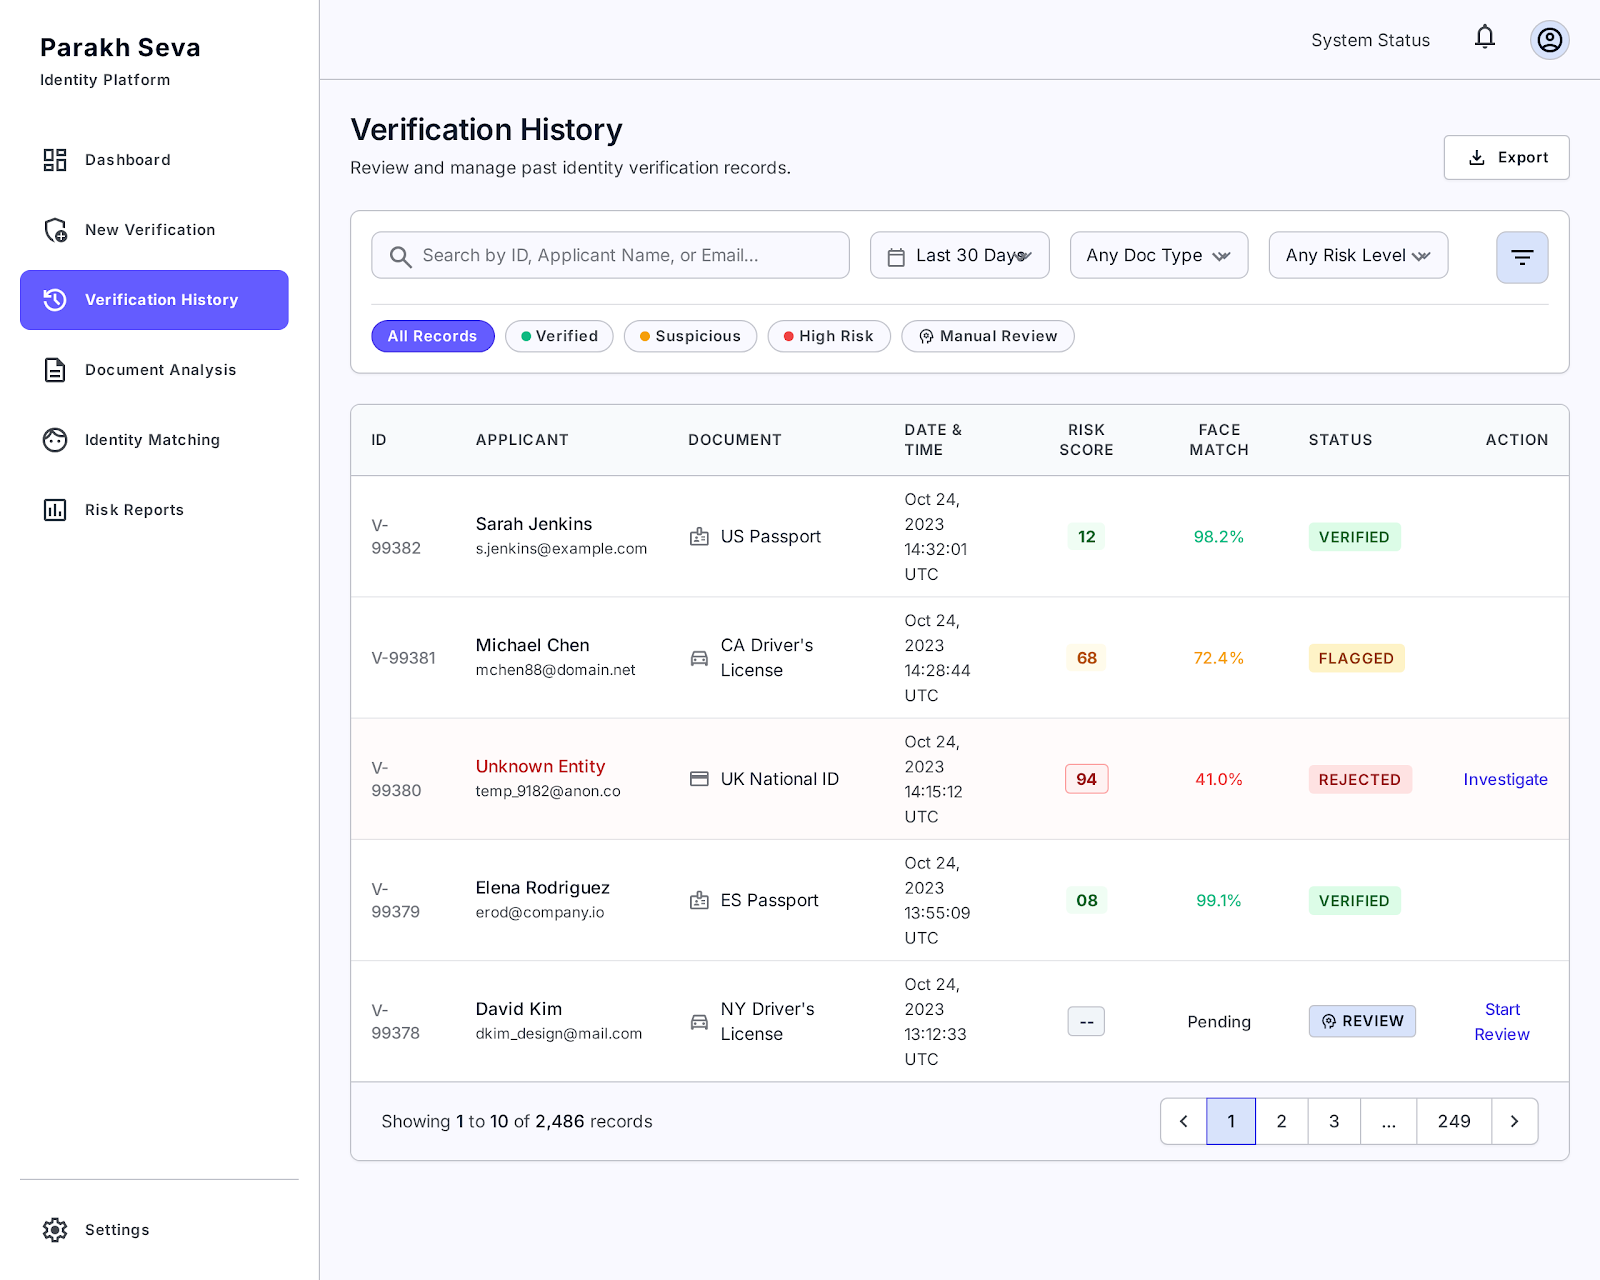 Parakh Seva
Identity Platform
Dashboard
New Verification
Verification History
Document Analysis
Identity Matching
Risk Reports
Settings
System Status
Verification History
Review and manage past identity verification records.
Export
Search by ID, Applicant Name, or Email...
Last 30 Days
Any Doc Type
Any Risk Level
All Records
Verified
Suspicious
High Risk
Manual Review
ID
APPLICANT
DOCUMENT
DATE &
TIME
RISK
SCORE
FACE
MATCH
STATUS
ACTION
V-
99382
Sarah Jenkins
s.jenkins@example.com
US Passport
Oct 24,
2023
14:32:01
UTC
12
98.2%
VERIFIED
V-99381
Michael Chen
mchen88@domain.net
CA Driver's
License
Oct 24,
2023
14:28:44
UTC
68
72.4%
FLAGGED
V-
99380
Unknown Entity
temp_9182@anon.co
UK National ID
Oct 24,
2023
14:15:12
UTC
94
41.0%
REJECTED
Investigate
V-
99379
Elena Rodriguez
erod@company.io
ES Passport
Oct 24,
2023
13:55:09
UTC
08
99.1%
VERIFIED
V-
99378
David Kim
dkim_design@mail.com
NY Driver's
License
Oct 24,
2023
13:12:33
UTC
--
Pending
REVIEW
Start
Review
Showing 1 to 10 of 2,486 records
1
2
3
...
249